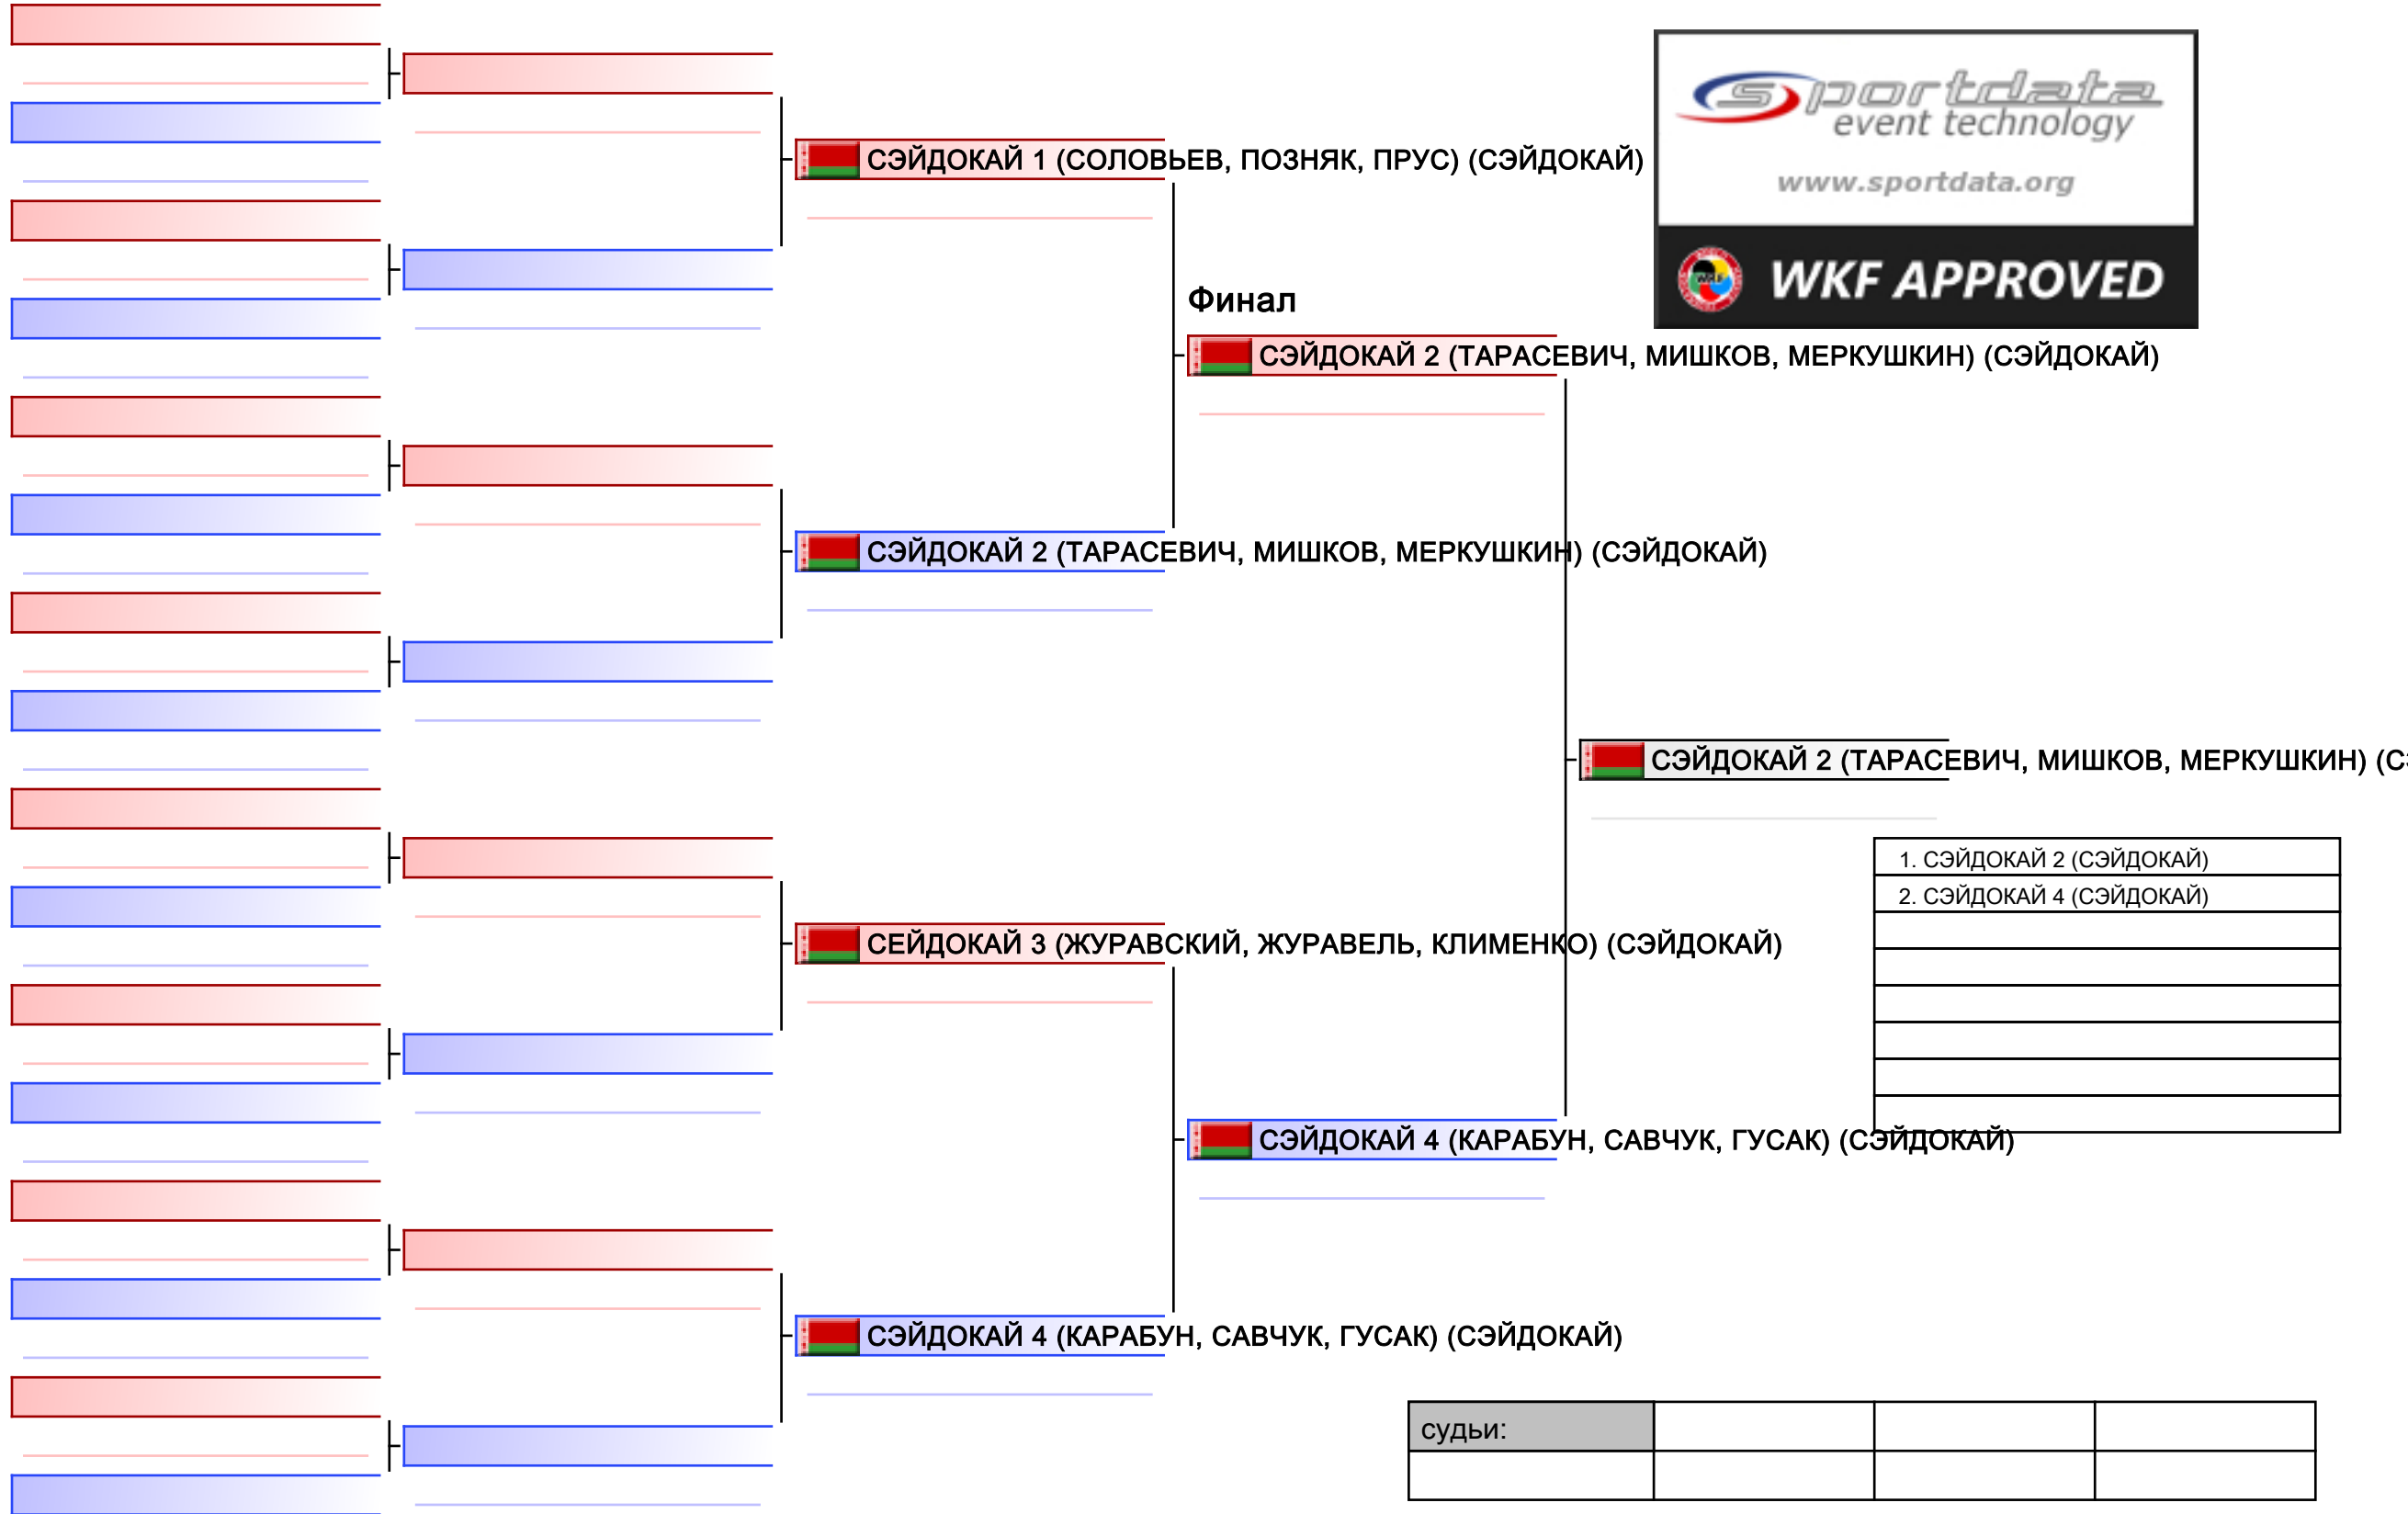 sportdata
event technology
www.sportdata.org
WKF APPROVED
СЭЙДОКАЙ 1 (СОЛОВЬЕВ, ПОЗНЯК, ПРУС) (СЭЙДОКАЙ)
Финал
СЭЙДОКАЙ 2 (ТАРАСЕВИЧ, МИШКОВ, МЕРКУШКИН) (СЭЙДОКАЙ)
СЭЙДОКАЙ 2 (ТАРАСЕВИЧ, МИШКОВ, МЕРКУШКИН) (СЭЙДОКАЙ)
СЭЙДОКАЙ 2 (ТАРАСЕВИЧ, МИШКОВ, МЕРКУШКИН) (СЭ
1. СЭЙДОКАЙ 2 (СЭЙДОКАЙ)
2. СЭЙДОКАЙ 4 (СЭЙДОКАЙ)
СЕЙДОКАЙ 3 (ЖУРАВСКИЙ, ЖУРАВЕЛЬ, КЛИМЕНКО) (СЭЙДОКАЙ)
СЭЙДОКАЙ 4 (КАРАБУН, САВЧУК, ГУСАК) (СЭЙДОКАЙ)
СЭЙДОКАЙ 4 (КАРАБУН, САВЧУК, ГУСАК) (СЭЙДОКАЙ)
судьи: